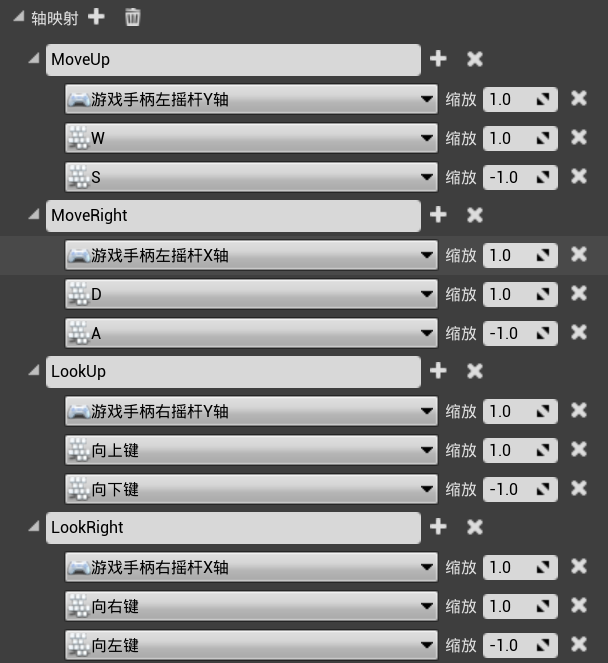 轴映射
MoveUp
游戏手柄左摇杆Y轴 缩放 1.0
W 缩放 1.0
S 缩放 -1.0
MoveRight
游戏手柄左摇杆X轴 缩放 1.0
D 缩放 1.0
A 缩放 -1.0
LookUp
游戏手柄右摇杆Y轴 缩放 1.0
向上键 缩放 1.0
向下键 缩放 -1.0
LookRight
游戏手柄右摇杆X轴 缩放 1.0
向右键 缩放 1.0
向左键 缩放 -1.0